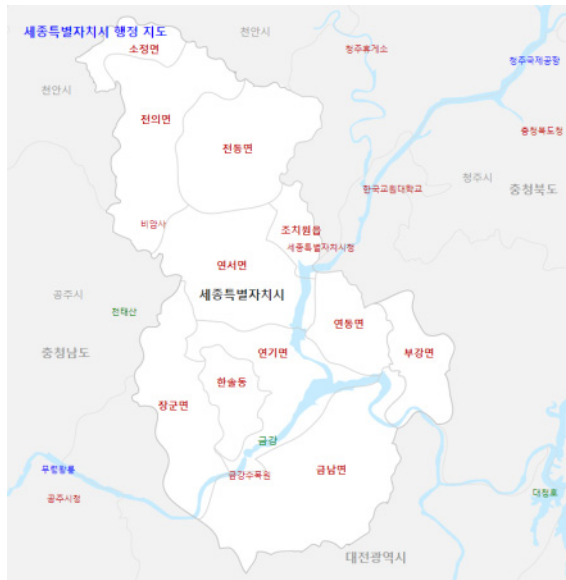 세종특별자치시 행정 지도
천안시
소정면
청주휴게소
청주국제공항
천안시
전의면
충청북도청
전동면
청주시
한국교원대학교
충청북도
비암사
조치원읍
세종특별자치시청
연서면
공주시
세종특별자치시
천태산
연동면
충청남도
연기면
부강면
한솔동
장군면
금강
무령왕릉
금강수목원
금남면
공주시청
대청호
대전광역시